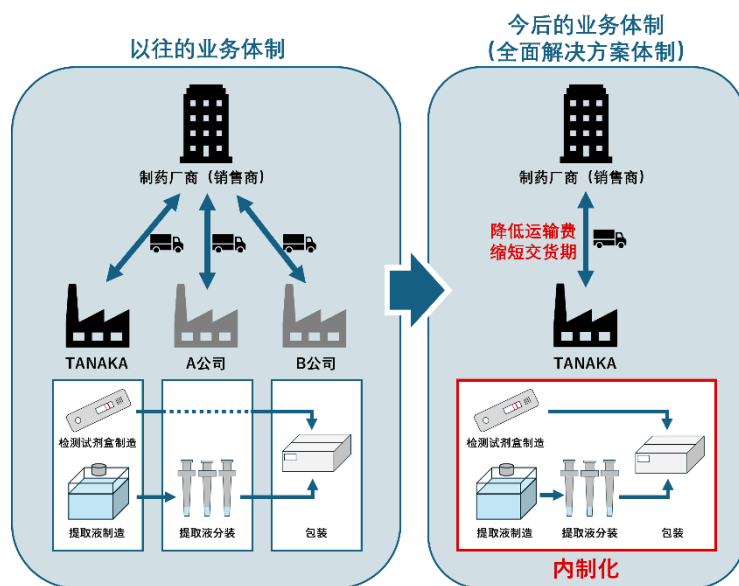 以往的业务体制
制药厂商（销售商）
TANAKA
A公司
B公司
检测试剂盒制造
提取液制造
提取液分装
包装
今后的业务体制
(全面解决方案体制)
制药厂商（销售商）
降低运输费
缩短交货期
TANAKA
检测试剂盒制造
提取液制造
提取液分装
包装
内制化